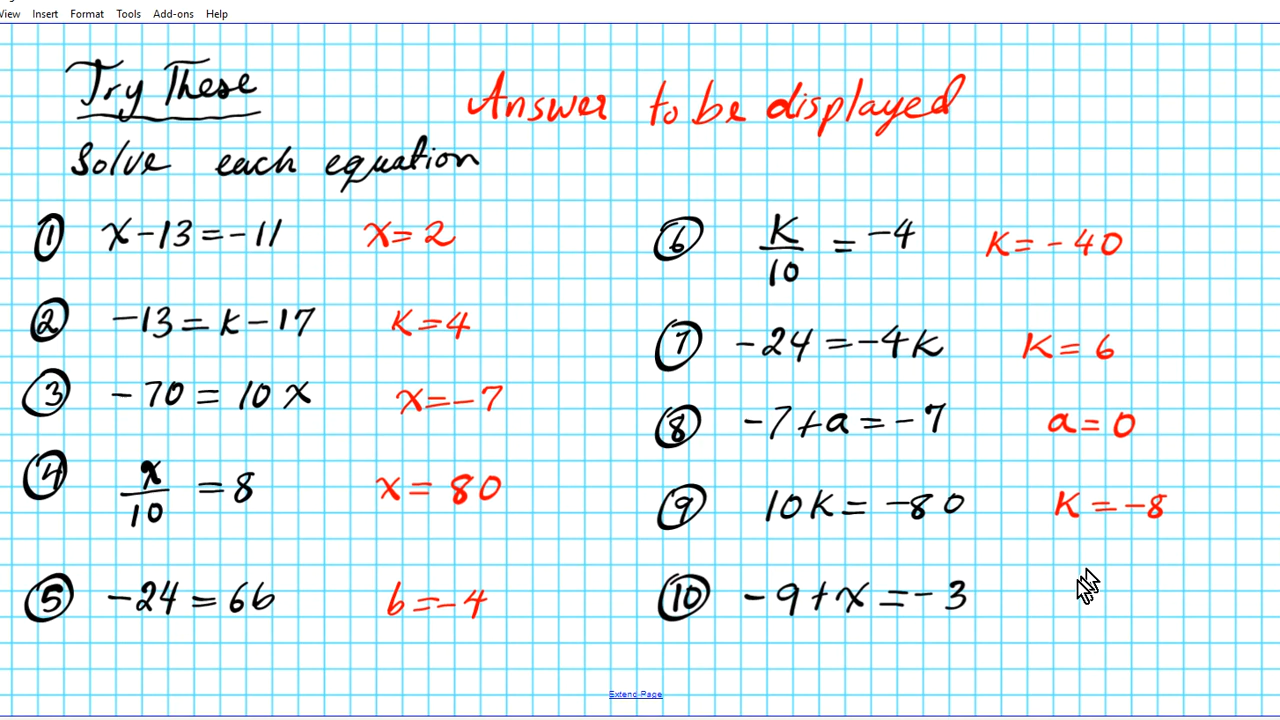 View Insert Format Tools Add-ons Help
Try These
Answer to be displayed
Solve each equation
① x-13=-11 x=2
② -13=k-17 k=4
③ -70=10x x=-7
④ x/10 =8 x=80
⑤ -24=6b b=-4
⑥ K/10 =-4 K=-40
⑦ -24=-4k K=6
⑧ -7+a=-7 a=0
⑨ 10k=-80 K=-8
⑩ -9+x=-3
Extend Page